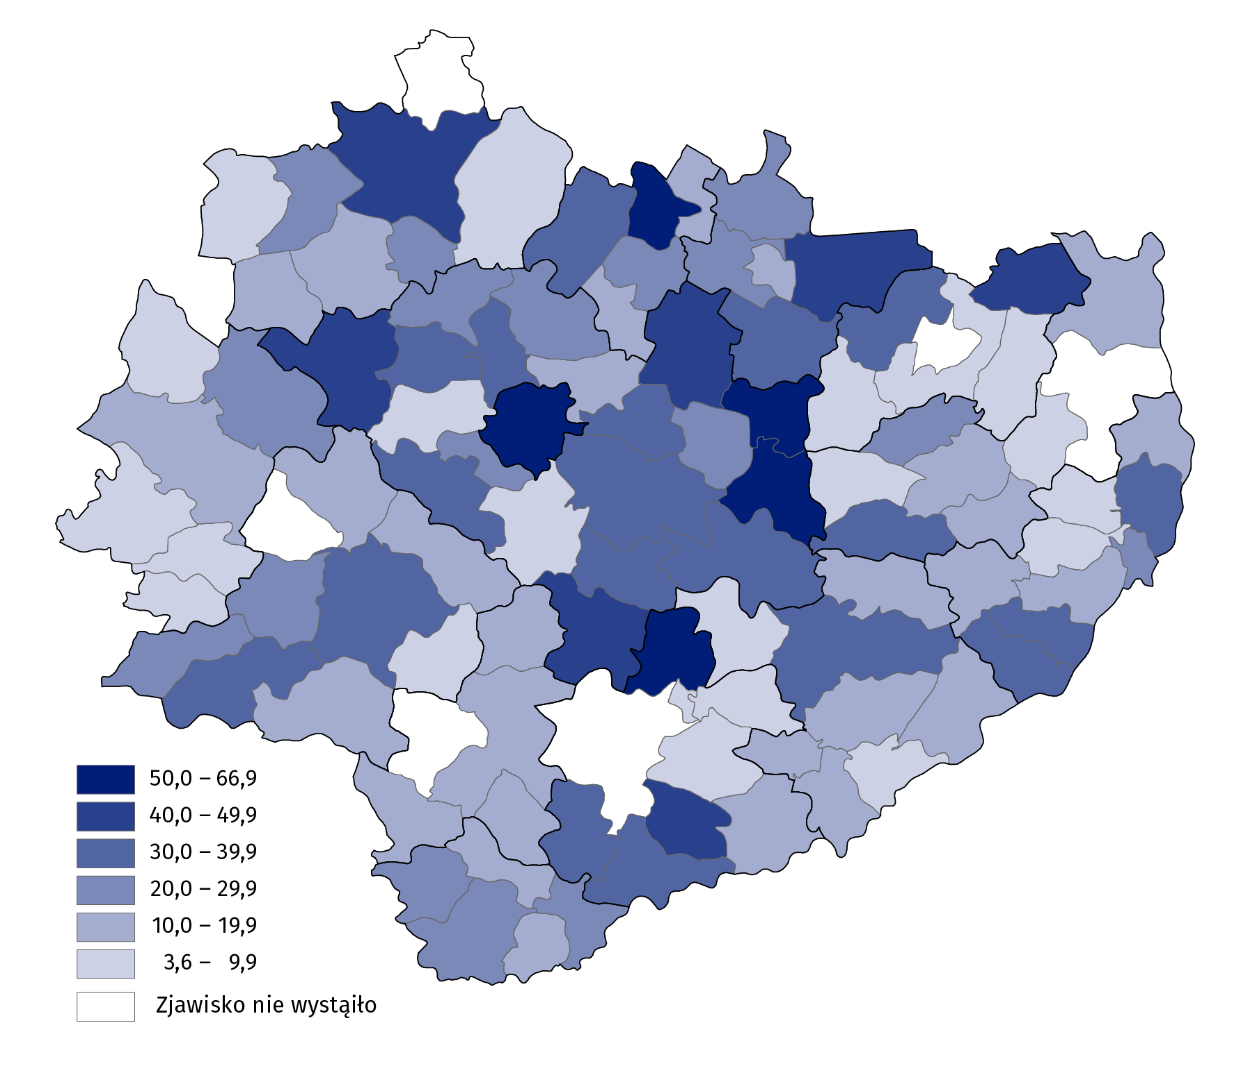 50,0 – 66,9
40,0 – 49,9
30,0 – 39,9
20,0 – 29,9
10,0 – 19,9
3,6 – 9,9
Zjawisko nie wystąiło